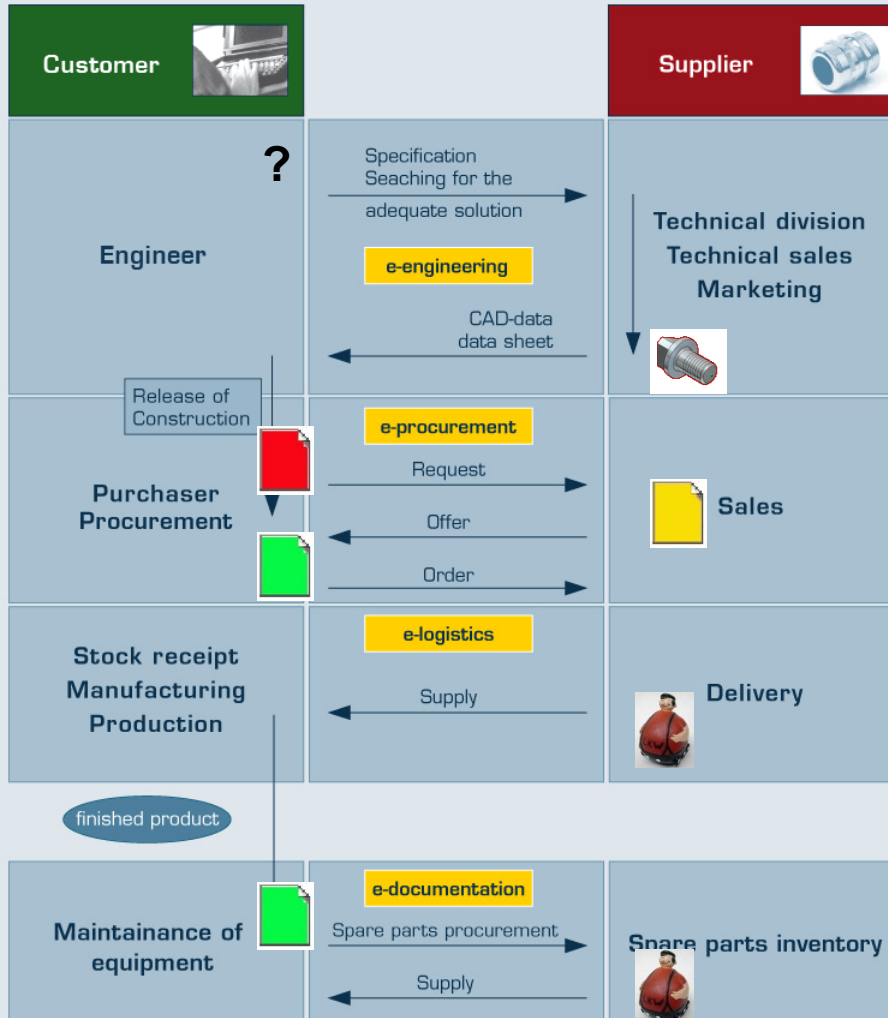 Customer
Supplier
?
Specification
Seaching for the
adequate solution
Engineer
e-engineering
Technical division
Technical sales
Marketing
CAD-data
data sheet
Release of
Construction
e-procurement
Request
Purchaser
Procurement
Offer
Sales
Order
e-logistics
Stock receipt
Manufacturing
Production
Supply
Delivery
LKW
finished product
e-documentation
Maintainance of
equipment
Spare parts procurement
Spare parts inventory
Supply
LKW